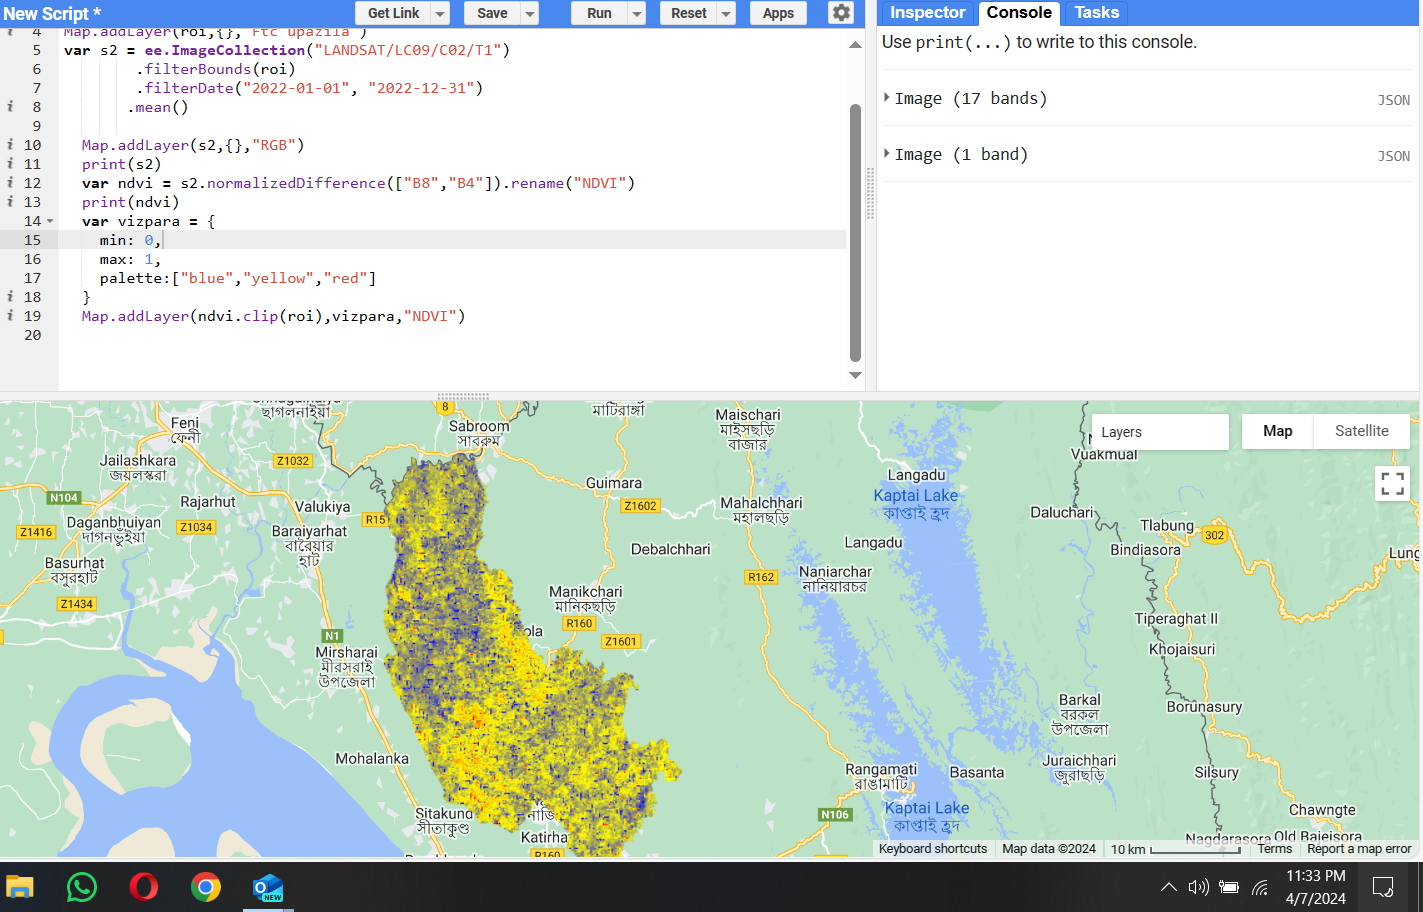 New Script *
Get Link
Save
Run
Reset
Apps
Inspector
Console
Tasks
4 Map.addLayer(roi,{},"Ftc upazila")
5 var s2 = ee.ImageCollection("LANDSAT/LC09/C02/T1")
6 .filterBounds(roi)
7 .filterDate("2022-01-01", "2022-12-31")
8 .mean()
9
10 Map.addLayer(s2,{},"RGB")
11 print(s2)
12 var ndvi = s2.normalizedDifference(["B8","B4"]).rename("NDVI")
13 print(ndvi)
14 var vizpara = {
15 min: 0,
16 max: 1,
17 palette:["blue","yellow","red"]
18 }
19 Map.addLayer(ndvi.clip(roi),vizpara,"NDVI")
20
Use print(...) to write to this console.
Image (17 bands)
JSON
Image (1 band)
JSON
ছাগলনাইয়া
8
মাটিরাঙ্গা
Feni
ফেনী
Sabroom
সাবরুম
Maischari
মাইসছড়ি
বাজার
Layers
Map
Satellite
Vuakmual
Jailashkara
জয়লস্করা
Z1032
Langadu
Kaptai Lake
কাপ্তাই হ্রদ
Guimara
N104
Rajarhut
Valukiya
R15
Z1602
Mahalchhari
মহালছড়ি
Daluchari
Daganbhuiyan
দাগনভুঁইয়া
Z1034
Z1416
Baraiyarhat
বারৈয়ার
হাট
Debalchhari
Langadu
Tlabung
302
Bindiasora
Lung
Basurhat
বসুরহাট
Z1434
Manikchari
মানিকছড়ি
R162
Naniarchar
নানিয়ারচর
R160
Z1601
ola
N1
Mirsharai
মীরসরাই
উপজেলা
Tiperaghat II
Khojaisuri
Barkal
বরকল
উপজেলা
Borunasury
Mohalanka
Rangamati
রাঙামাটি
Basanta
Juraichhari
জুরাছড়ি
Silsury
Sitakund
সীতাকুণ্ড
নাজি
Katirha
R160
N106
Kaptai Lake
কাপ্তাই হ্রদ
Chawngte
Nagdarasora
Old Bajeisora
Keyboard shortcuts
Map data ©2024
10 km
Terms
Report a map error
NEW
11:33 PM
4/7/2024